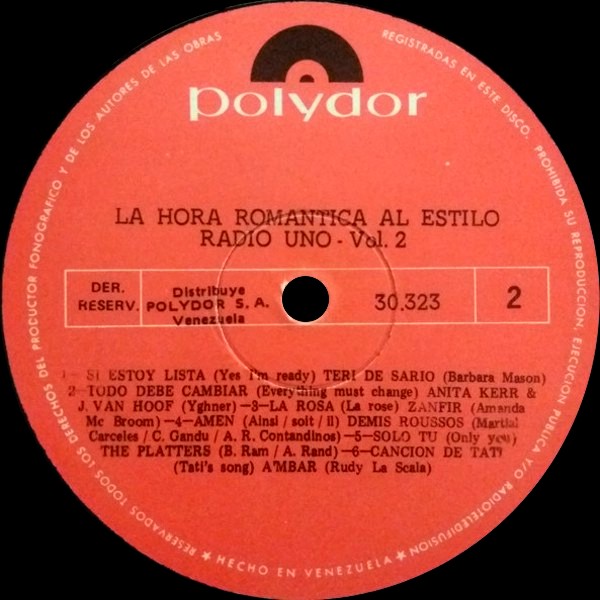 RESERVADOS TODOS LOS DERECHOS DEL PRODUCTOR FONOGRAFICO Y DE LOS AUTORES DE LAS OBRAS
REGISTRADAS EN ESTE DISCO. PROHIBIDA SU REPRODUCCION, EJECUCION PUBLICA Y/O RADIOTELEDIFUSION
polydor
LA HORA ROMANTICA AL ESTILO
RADIO UNO - Vol. 2
DER.
RESERV.
Distribuye
POLYDOR S. A.
Venezuela
30.323
2
1- SI ESTOY LISTA (Yes I'm ready) TERI DE SARIO (Barbara Mason)
2-TODO DEBE CAMBIAR (Everything must change) ANITA KERR &
J. VAN HOOF (Yghner) -3-LA ROSA (La rose) ZANFIR (Amanda
Mc Broom) -4-AMEN (Ainsi / soit / il) DEMIS ROUSSOS (Martial
Carceles / C. Gandu / A. R. Contandinos) -5-SOLO TU (Only you)
THE PLATTERS (B. Ram / A. Rand) -6-CANCION DE TATI
(Tati's song) A'MBAR (Rudy La Scala)
★ HECHO EN VENEZUELA ★